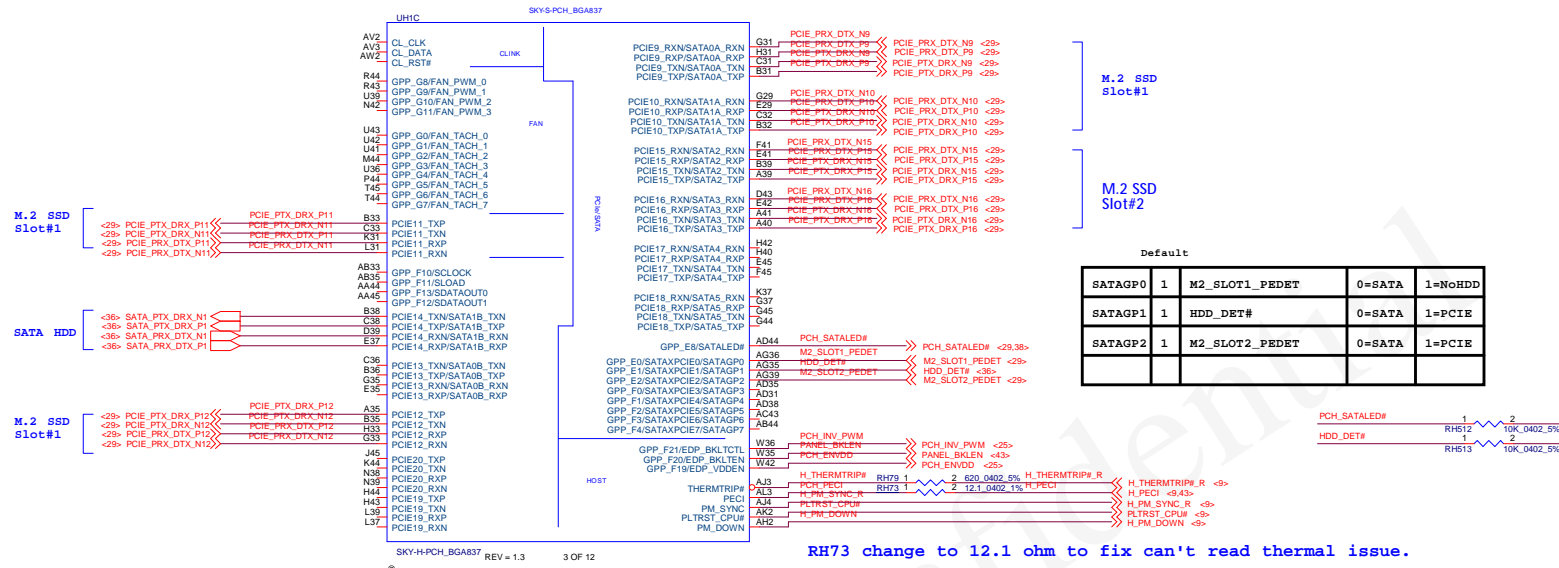 SKY-S-PCH_BGA837
UH1C
AV2 CL_CLK
AV3 CL_DATA
AW2 CL_RST#
CLINK
R44 GPP_G8/FAN_PWM_0
R43 GPP_G9/FAN_PWM_1
U39 GPP_G10/FAN_PWM_2
N42 GPP_G11/FAN_PWM_3
FAN
U43 GPP_G0/FAN_TACH_0
U42 GPP_G1/FAN_TACH_1
U41 GPP_G2/FAN_TACH_2
M44 GPP_G3/FAN_TACH_3
U36 GPP_G4/FAN_TACH_4
P44 GPP_G5/FAN_TACH_5
T45 GPP_G6/FAN_TACH_6
T44 GPP_G7/FAN_TACH_7
PCIe/SATA
M.2 SSD
Slot#1
<29> PCIE_PTX_DRX_P11 PCIE_PTX_DRX_P11 B33 PCIE11_TXP
<29> PCIE_PTX_DRX_N11 PCIE_PTX_DRX_N11 C33 PCIE11_TXN
<29> PCIE_PRX_DTX_P11 PCIE_PRX_DTX_P11 K31 PCIE11_RXP
<29> PCIE_PRX_DTX_N11 PCIE_PRX_DTX_N11 L31 PCIE11_RXN
AB33 GPP_F10/SCLOCK
AB35 GPP_F11/SLOAD
AA44 GPP_F13/SDATAOUT0
AA45 GPP_F12/SDATAOUT1
SATA HDD
<36> SATA_PTX_DRX_N1 B38 PCIE14_TXN/SATA1B_TXN
<36> SATA_PTX_DRX_P1 C38 PCIE14_TXP/SATA1B_TXP
<36> SATA_PRX_DTX_N1 D39 PCIE14_RXN/SATA1B_RXN
<36> SATA_PRX_DTX_P1 E37 PCIE14_RXP/SATA1B_RXP
C36 PCIE13_TXN/SATA0B_TXN
B36 PCIE13_TXP/SATA0B_TXP
G35 PCIE13_RXN/SATA0B_RXN
E35 PCIE13_RXP/SATA0B_RXP
M.2 SSD
Slot#1
<29> PCIE_PTX_DRX_P12 PCIE_PTX_DRX_P12 A35 PCIE12_TXP
<29> PCIE_PTX_DRX_N12 PCIE_PTX_DRX_N12 B35 PCIE12_TXN
<29> PCIE_PRX_DTX_P12 PCIE_PRX_DTX_P12 H33 PCIE12_RXP
<29> PCIE_PRX_DTX_N12 PCIE_PRX_DTX_N12 G33 PCIE12_RXN
J45 PCIE20_TXP
K44 PCIE20_TXN
N38 PCIE20_RXP
N39 PCIE20_RXN
H44 PCIE19_TXP
H43 PCIE19_TXN
L39 PCIE19_RXP
L37 PCIE19_RXN
HOST
PCIE9_RXN/SATA0A_RXN G31 PCIE_PRX_DTX_N9 PCIE_PRX_DTX_N9 <29>
PCIE9_RXP/SATA0A_RXP H31 PCIE_PRX_DTX_P9 PCIE_PRX_DTX_P9 <29>
PCIE9_TXN/SATA0A_TXN C31 PCIE_PTX_DRX_N9 PCIE_PTX_DRX_N9 <29>
PCIE9_TXP/SATA0A_TXP B31 PCIE_PTX_DRX_P9 PCIE_PTX_DRX_P9 <29>
PCIE10_RXN/SATA1A_RXN G29 PCIE_PRX_DTX_N10 PCIE_PRX_DTX_N10 <29>
PCIE10_RXP/SATA1A_RXP E29 PCIE_PRX_DTX_P10 PCIE_PRX_DTX_P10 <29>
PCIE10_TXN/SATA1A_TXN C32 PCIE_PTX_DRX_N10 PCIE_PTX_DRX_N10 <29>
PCIE10_TXP/SATA1A_TXP B32 PCIE_PTX_DRX_P10 PCIE_PTX_DRX_P10 <29>
M.2 SSD
Slot#1
PCIE15_RXN/SATA2_RXN F41 PCIE_PRX_DTX_N15 PCIE_PRX_DTX_N15 <29>
PCIE15_RXP/SATA2_RXP E41 PCIE_PRX_DTX_P15 PCIE_PRX_DTX_P15 <29>
PCIE15_TXN/SATA2_TXN B39 PCIE_PTX_DRX_N15 PCIE_PTX_DRX_N15 <29>
PCIE15_TXP/SATA2_TXP A39 PCIE_PTX_DRX_P15 PCIE_PTX_DRX_P15 <29>
PCIE16_RXN/SATA3_RXN D43 PCIE_PRX_DTX_N16 PCIE_PRX_DTX_N16 <29>
PCIE16_RXP/SATA3_RXP E42 PCIE_PRX_DTX_P16 PCIE_PRX_DTX_P16 <29>
PCIE16_TXN/SATA3_TXN A41 PCIE_PTX_DRX_N16 PCIE_PTX_DRX_N16 <29>
PCIE16_TXP/SATA3_TXP A40 PCIE_PTX_DRX_P16 PCIE_PTX_DRX_P16 <29>
M.2 SSD
Slot#2
PCIE17_RXN/SATA4_RXN H42
PCIE17_RXP/SATA4_RXP H40
PCIE17_TXN/SATA4_TXN E45
PCIE17_TXP/SATA4_TXP F45
PCIE18_RXN/SATA5_RXN K37
PCIE18_RXP/SATA5_RXP G37
PCIE18_TXN/SATA5_TXN G45
PCIE18_TXP/SATA5_TXP G44
GPP_E8/SATALED# AD44 PCH_SATALED# PCH_SATALED# <29,38>
GPP_E0/SATAXPCIE0/SATAGP0 AG36 M2_SLOT1_PEDET M2_SLOT1_PEDET <29>
GPP_E1/SATAXPCIE1/SATAGP1 AG35 HDD_DET# HDD_DET# <36>
GPP_E2/SATAXPCIE2/SATAGP2 AG39 M2_SLOT2_PEDET M2_SLOT2_PEDET <29>
GPP_F0/SATAXPCIE3/SATAGP3 AD35
GPP_F1/SATAXPCIE4/SATAGP4 AD31
GPP_F2/SATAXPCIE5/SATAGP5 AD38
GPP_F3/SATAXPCIE6/SATAGP6 AC43
GPP_F4/SATAXPCIE7/SATAGP7 AB44
GPP_F21/EDP_BKLTCTL W36 PCH_INV_PWM PCH_INV_PWM <25>
GPP_F20/EDP_BKLTEN W35 PANEL_BKLEN PANEL_BKLEN <43>
GPP_F19/EDP_VDDEN W42 PCH_ENVDD PCH_ENVDD <25>
THERMTRIP# AJ3 H_THERMTRIP# RH79 1 2 620_0402_5% H_THERMTRIP#_R H_THERMTRIP#_R <9>
PECI AL3 PCH_PECI RH73 1 2 12.1_0402_1% H_PECI H_PECI <9,43>
PM_SYNC AJ4 H_PM_SYNC_R H_PM_SYNC_R <9>
PLTRST_CPU# AK2 PLTRST_CPU# <9>
PM_DOWN AH2 H_PM_DOWN H_PM_DOWN <9>
Default
SATAGP0 1 M2_SLOT1_PEDET 0=SATA 1=NoHDD
SATAGP1 1 HDD_DET# 0=SATA 1=PCIE
SATAGP2 1 M2_SLOT2_PEDET 0=SATA 1=PCIE
PCH_SATALED# 1 2
RH512 10K_0402_5%
HDD_DET# 1 2
RH513 10K_0402_5%
SKY-H-PCH_BGA837 REV = 1.3 3 OF 12
RH73 change to 12.1 ohm to fix can't read thermal issue.